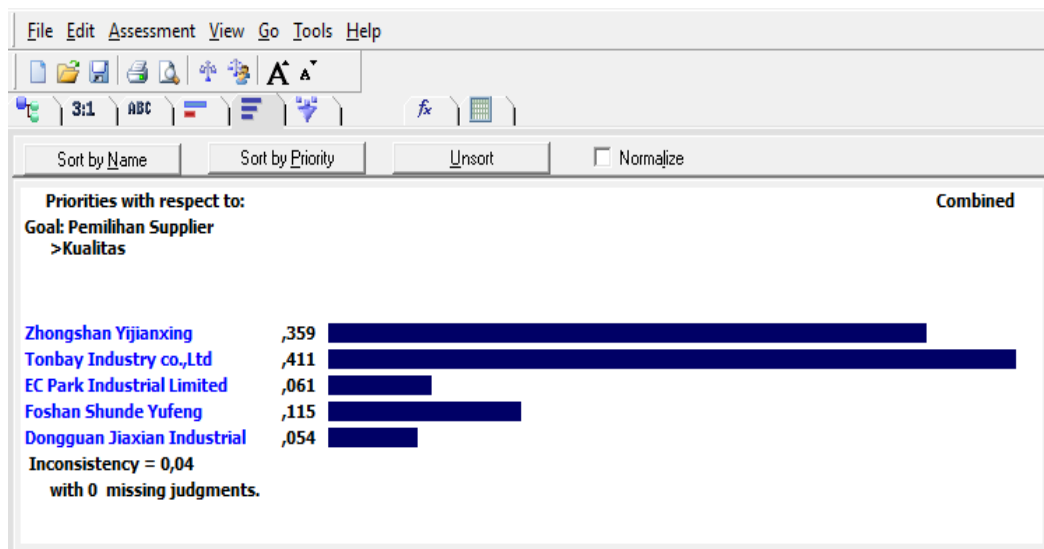 File Edit Assessment View Go Tools Help
A A
3:1 ABC fx
Sort by Name Sort by Priority Unsort Normalize
Priorities with respect to: Combined
Goal: Pemilihan Supplier
>Kualitas
Zhongshan Yijianxing ,359
Tonbay Industry co.,Ltd ,411
EC Park Industrial Limited ,061
Foshan Shunde Yufeng ,115
Dongguan Jiaxian Industrial ,054
Inconsistency = 0,04
with 0 missing judgments.